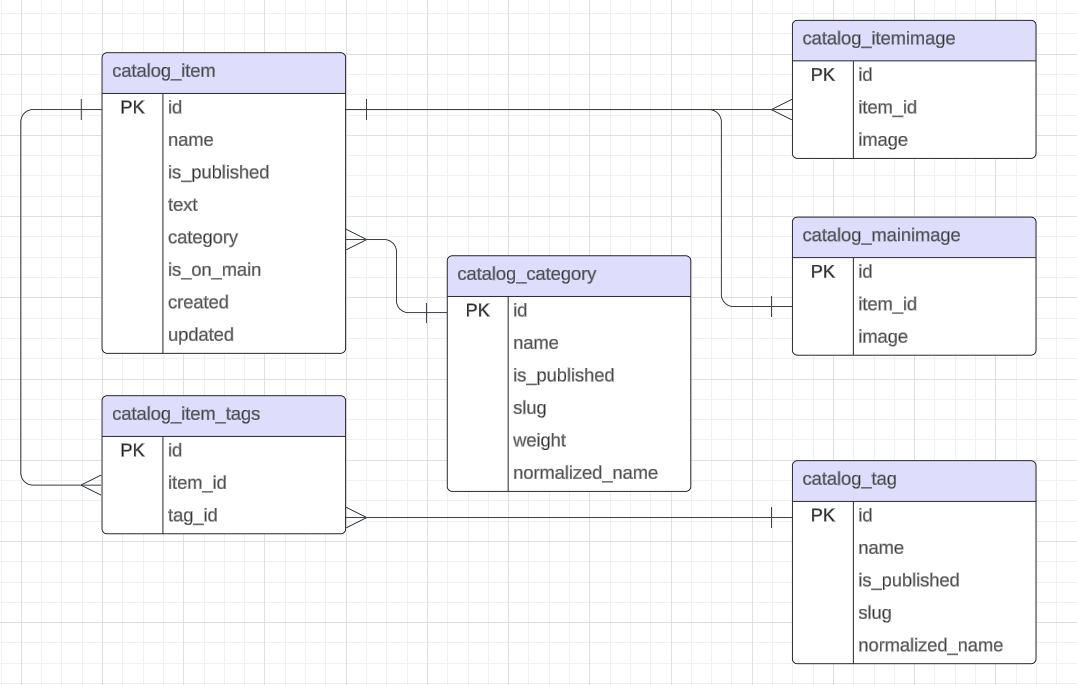 catalog_item
PK id
name
is_published
text
category
is_on_main
created
updated
catalog_item_tags
PK id
item_id
tag_id
catalog_category
PK id
name
is_published
slug
weight
normalized_name
catalog_itemimage
PK id
item_id
image
catalog_mainimage
PK id
item_id
image
catalog_tag
PK id
name
is_published
slug
normalized_name